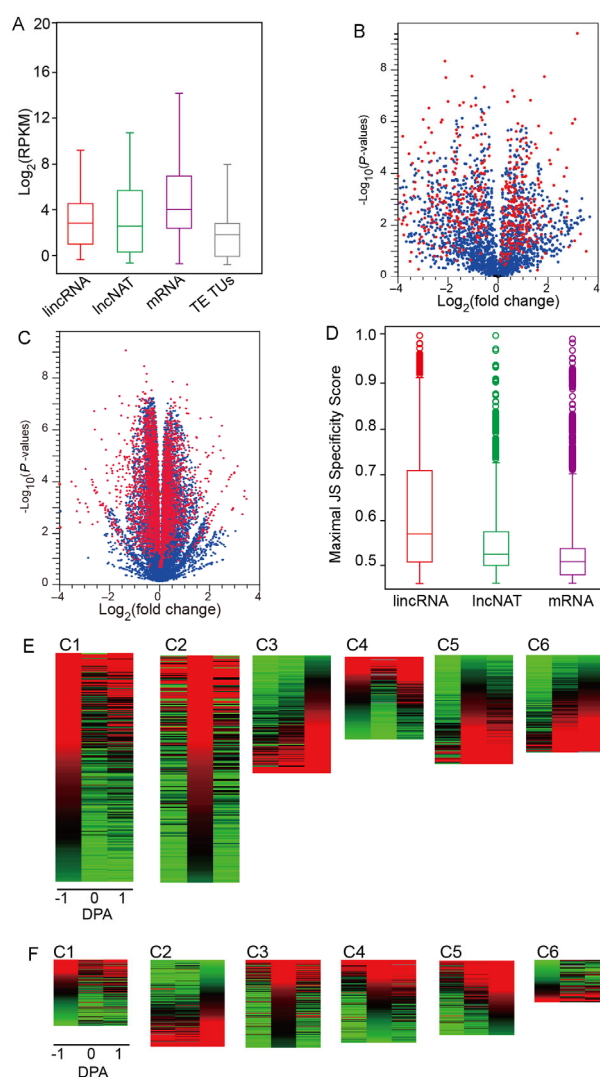 A
20
16
12
8
4
0
Log2(RPKM)
lincRNA
lncNAT
mRNA
TE TUs
B
8
6
4
2
0
-Log10(P-values)
−4
−2
0
2
4
Log2(fold change)
C
8
6
4
2
0
-Log10(P-values)
−4
−2
0
2
4
Log2(fold change)
D
1.0
0.9
0.8
0.7
0.6
0.5
Maximal JS Specificity Score
lincRNA
lncNAT
mRNA
E
C1
C2
C3
C4
C5
C6
-1 0 1
DPA
F
C1
C2
C3
C4
C5
C6
-1 0 1
DPA